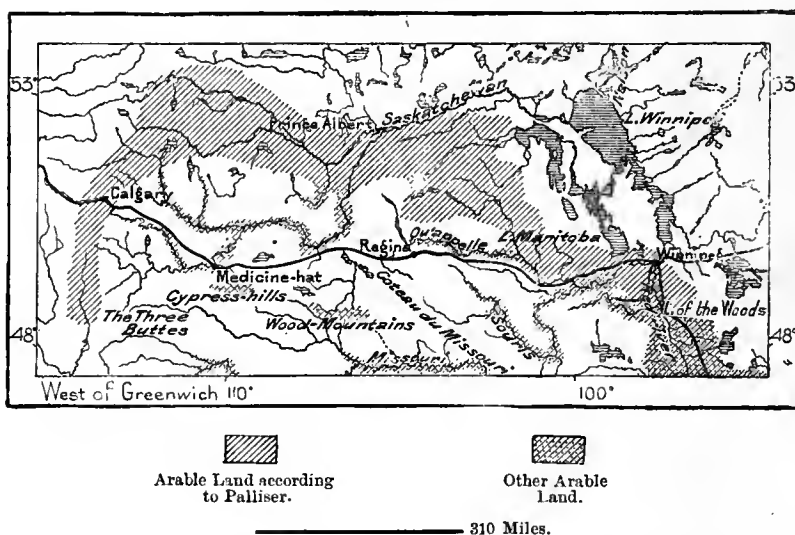 53°
53°
Prince Albert
Saskatchewan
Nelson
L. Winnipeg
Calgary
Regina
Qu'appelle
L. Manitoba
Winnipeg
Medicine-hat
Cypress-hills
Coteau du Missouri
L. of the Woods
The Three
Buttes
Wood-Mountains
Souris
48°
48°
Missouri
West of Greenwich 110°
100°
Arable Land according
to Palliser.
Other Arable
Land.
310 Miles.